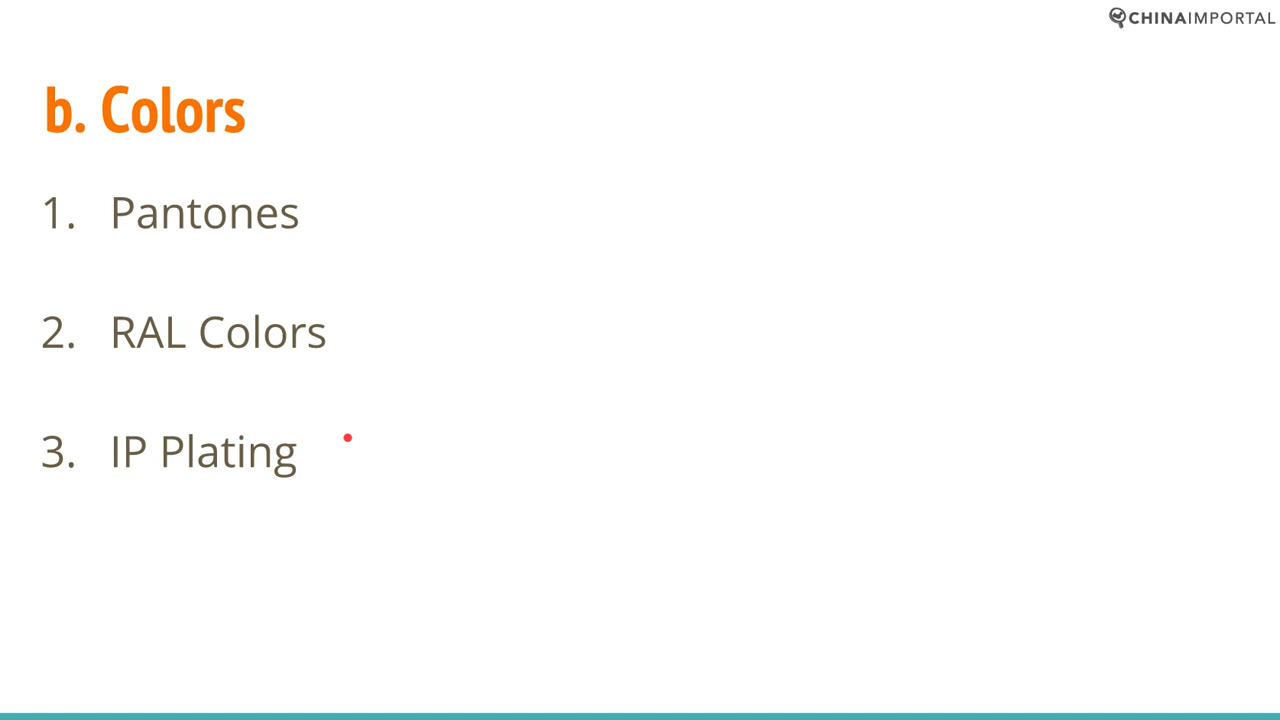 CHINAIMPORTAL
b. Colors
1. Pantones
2. RAL Colors
3. IP Plating